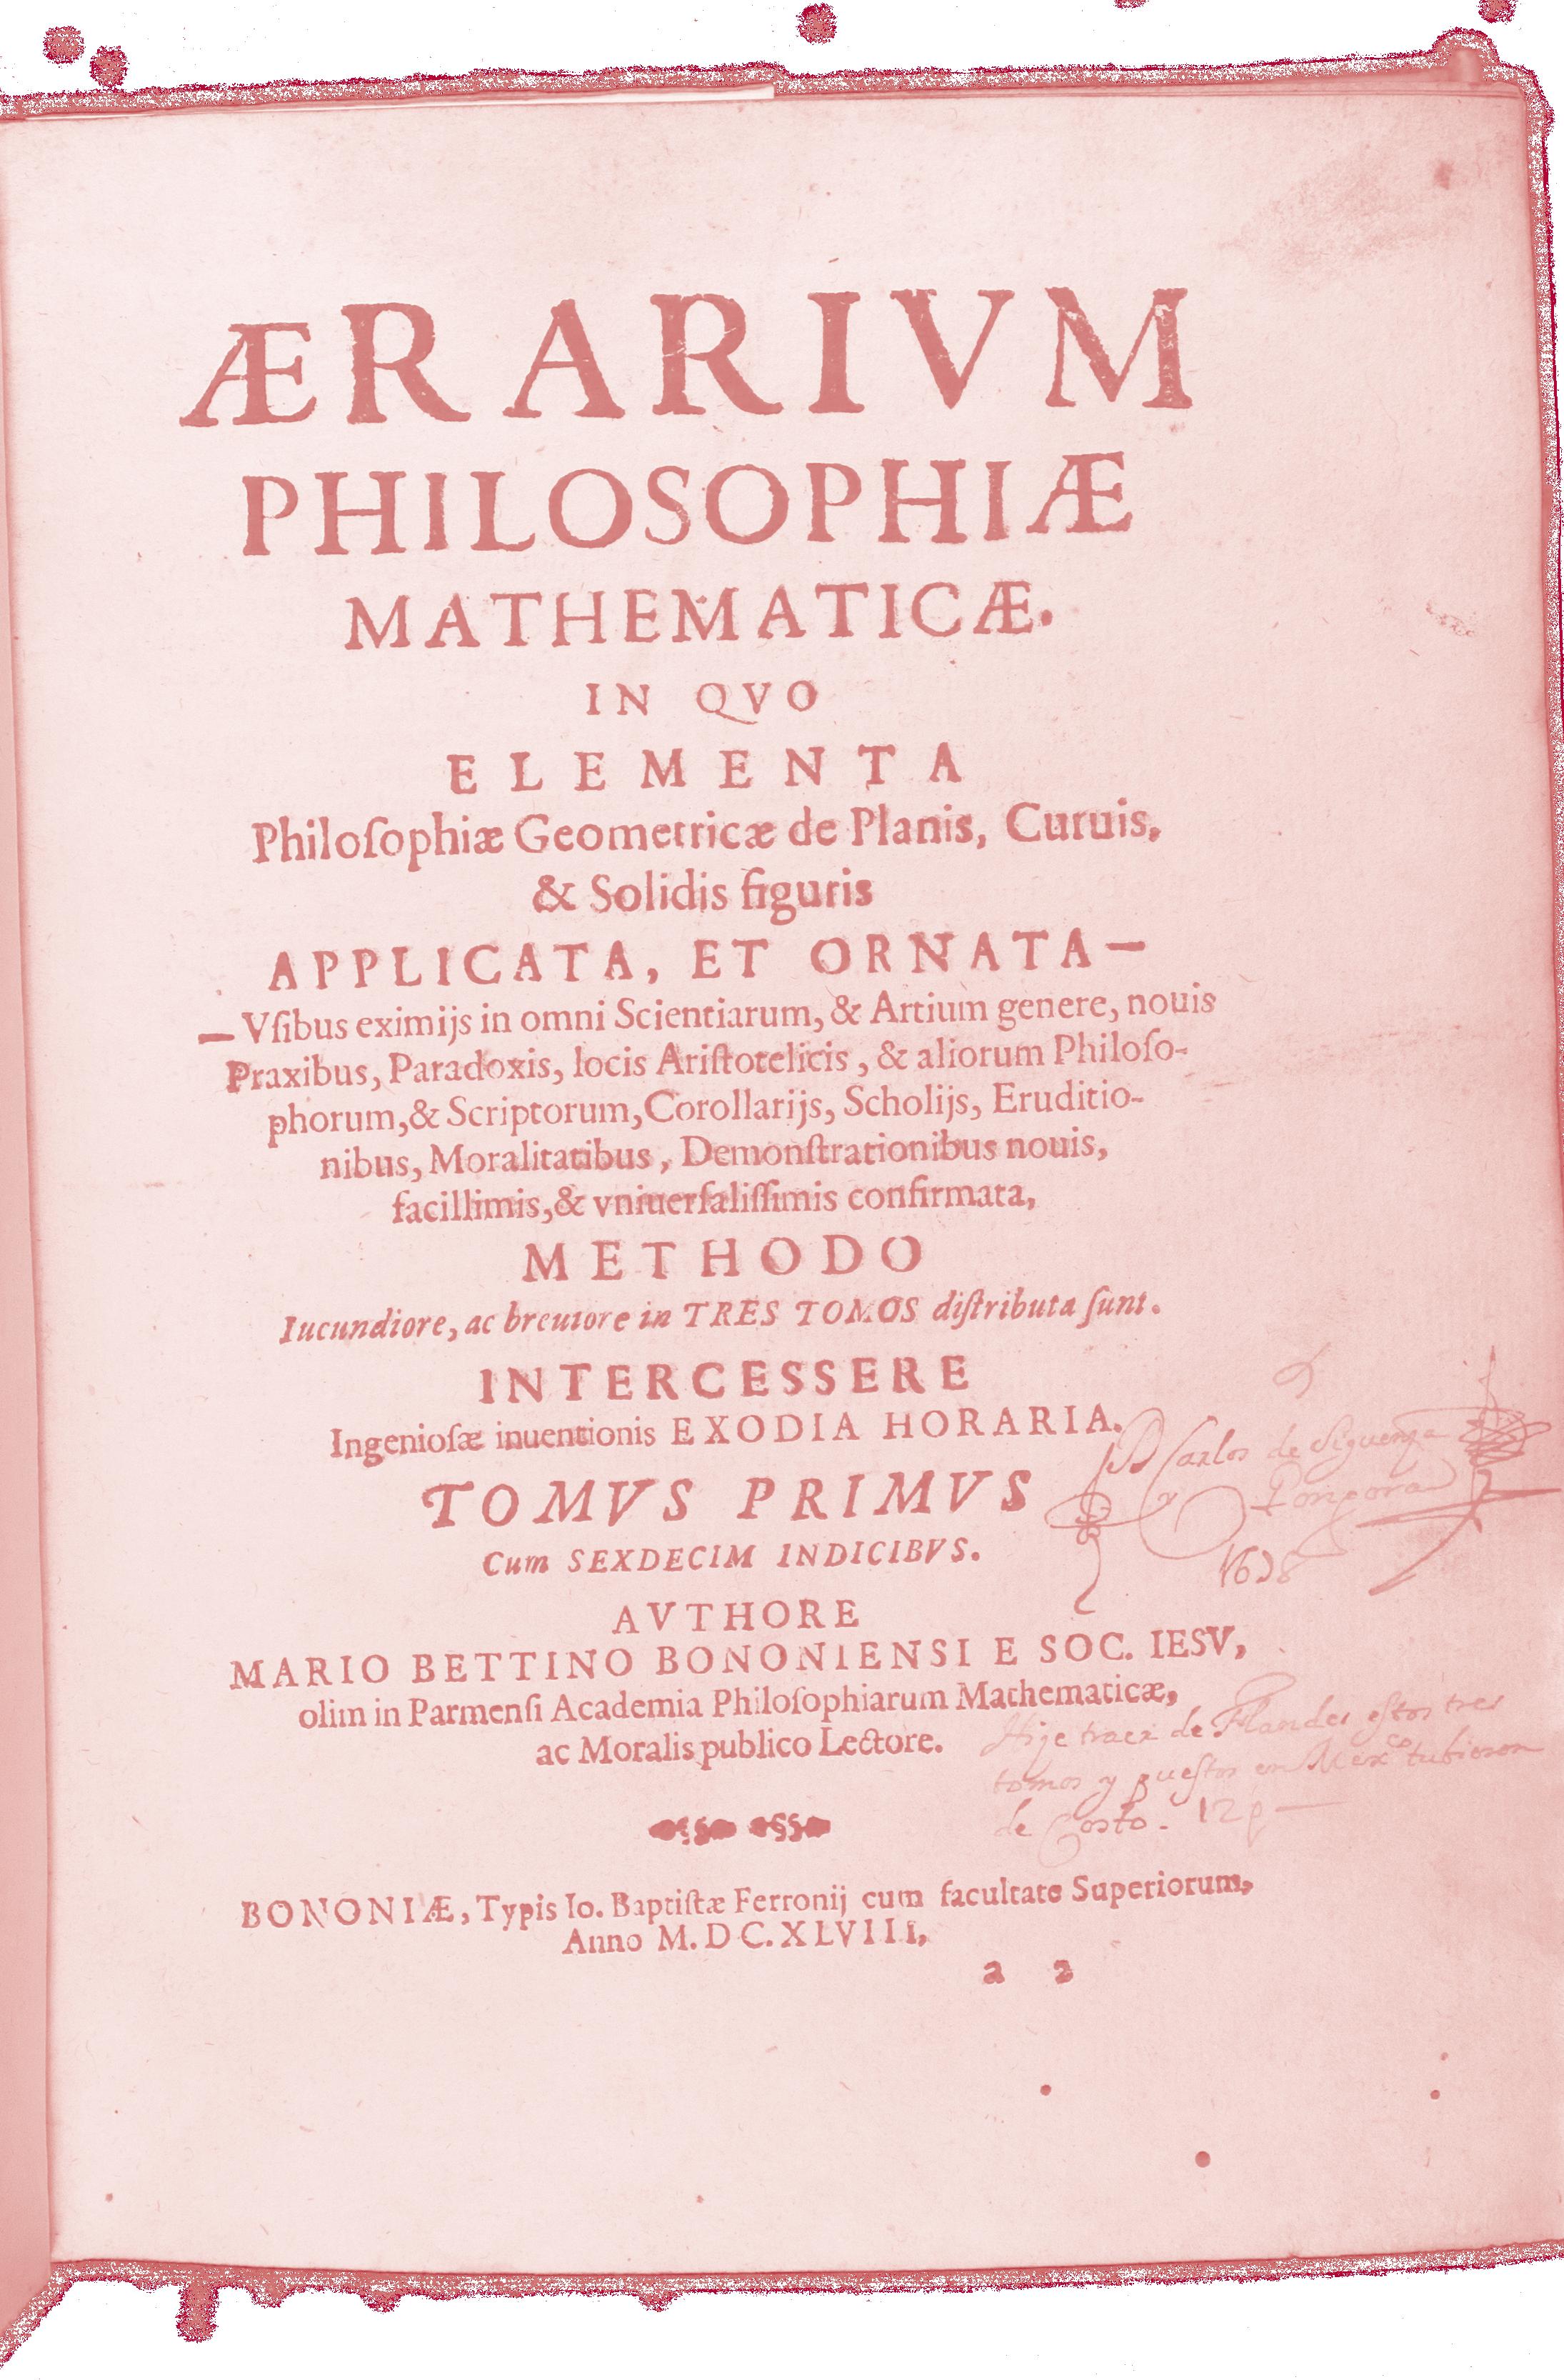 ÆRARIVM
PHILOSOPHIÆ
MATHEMATICÆ.
IN QVO
ELEMENTA
Philoſophiæ Geometricæ de Planis, Curuis,
& Solidis figuris
APPLICATA, ET ORNATA—
—Vſibus eximijs in omni Scientiarum, & Artium genere, nouis
Praxibus, Paradoxis, locis Ariſtotelicis, & aliorum Philoſo-
phorum, & Scriptorum, Corollarijs, Scholijs, Eruditio-
nibus, Moralitatibus, Demonſtrationibus nouis,
facillimis, & vniuerſaliſſimis confirmata,
METHODO
Iucundiore, ac breuiore in TRES TOMOS diſtributa ſunt.
INTERCESSERE
Ingenioſæ inuentionis EXODIA HORARIA.
TOMVS PRIMVS
Cum SEXDECIM INDICIBVS.
D Carlos de Siguenza
y Gongora
AVTHORE
MARIO BETTINO BONONIENSI E SOC. IESV,
olim in Parmenſi Academia Philoſophiarum Mathematicæ,
ac Moralis publico Lectore.
Hije traer de Flandes eſtos tres
tomos y pueſtos en Mexco tubieron
de Costo. 12 p
BONONIÆ, Typis Io. Baptiſtæ Ferronij cum facultate Superiorum,
Anno M.DC.XLVIII,
a 2